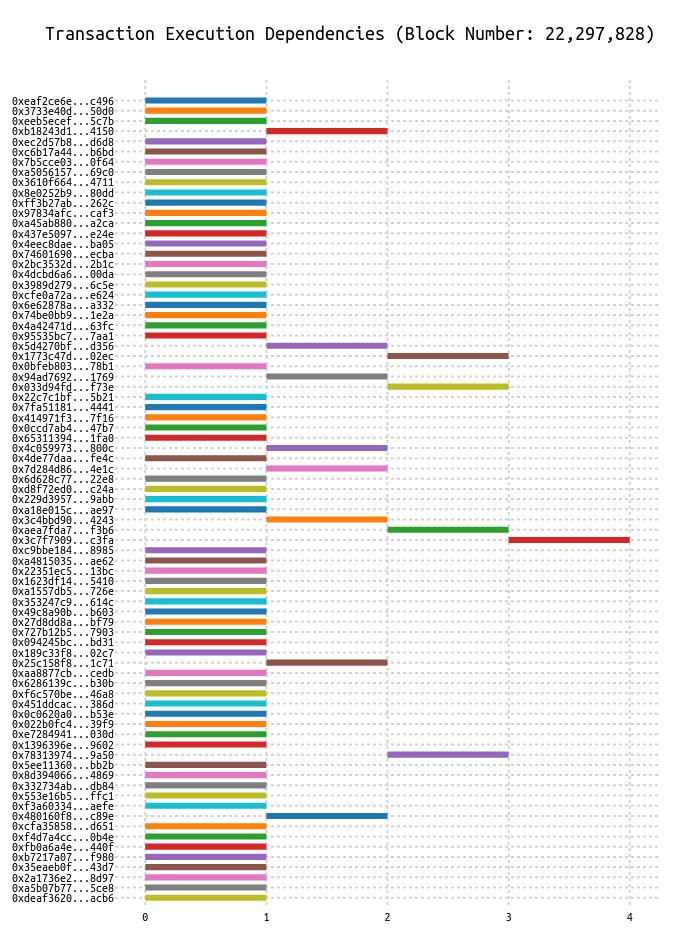 Transaction Execution Dependencies (Block Number: 22,297,828)
0xeaf2ce6e...c496
0x3733e40d...50d0
0xeeb5ecef...5c7b
0xb18243d1...4150
0xec2d57b8...d6d8
0xc6b17a44...b6bd
0x7b5cce03...0f64
0xa5056157...69c0
0x3610f664...4711
0x8e0252b9...80dd
0xff3b27ab...262c
0x97834afc...caf3
0xa45ab880...a2ca
0x437e5097...e24e
0x4eec8dae...ba05
0x74601690...ecba
0x2bc3532d...2b1c
0x4dcbd6a6...00da
0x3989d279...6c5e
0xcfe0a72a...e624
0x6e62878a...a332
0x74be0bb9...1e2a
0x4a42471d...63fc
0x95535bc7...7aa1
0x5d4270bf...d356
0x1773c47d...02ec
0x0bfeb803...78b1
0x94ad7692...1769
0x033d94fd...f73e
0x22c7c1bf...5b21
0x7fa51181...4441
0x414971f3...7f16
0x0ccd7ab4...47b7
0x65311394...1fa0
0x4c059973...800c
0x4de77daa...fe4c
0x7d284d86...4e1c
0x6d628c77...22e8
0xd8f72ed0...c24a
0x229d3957...9abb
0xa18e015c...ae97
0x3c4bbd90...4243
0xaea7fda7...f3b6
0x3c7f7909...c3fa
0xc9bbe184...8985
0xa4815035...ae62
0x22351ec5...13bc
0x1623df14...5410
0xa1557db5...726e
0x353247c9...614c
0x49c8a90b...b603
0x27d8dd8a...bf79
0x727b12b5...7903
0x094245bc...bd31
0x189c33f8...02c7
0x25c158f8...1c71
0xaa8877cb...cedb
0x6286139c...b30b
0xf6c570be...46a8
0x451ddcac...386d
0x0c0620a0...b53e
0x022b0fc4...39f9
0xe7284941...030d
0x1396396e...9602
0x78313974...9a50
0x5ee11360...bb2b
0x8d394066...4869
0x332734ab...db84
0x553e16b5...ffc1
0xf3a60334...aefe
0x480160f8...c89e
0xcfa35858...d651
0xf4d7a4cc...0b4e
0xfb0a6a4e...440f
0xb7217a07...f980
0x35eaeb0f...43d7
0x2a1736e2...8d97
0xa5b07b77...5ce8
0xdeaf3620...acb6
0 1 2 3 4